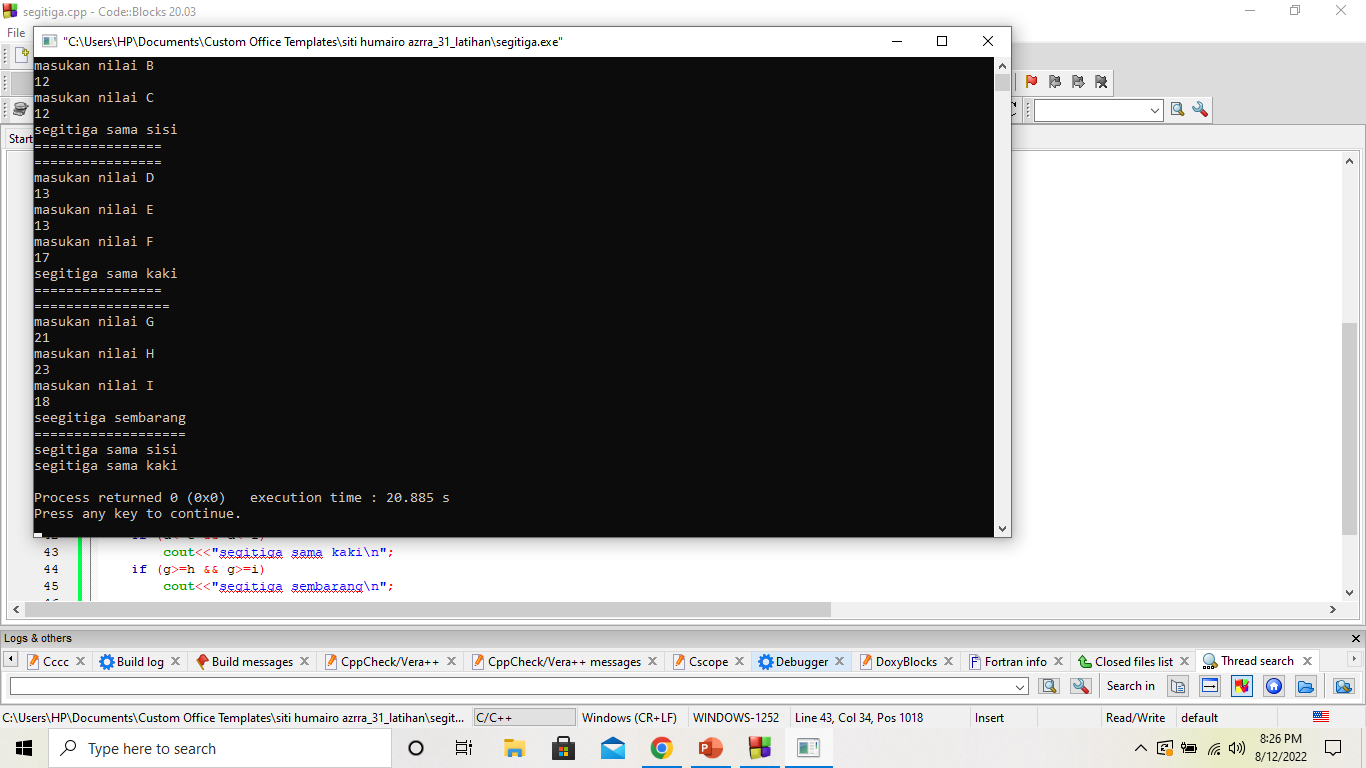 segitiga.cpp - Code::Blocks 20.03
File
"C:\Users\HP\Documents\Custom Office Templates\siti humairo azrra_31_latihan\segitiga.exe"
masukan nilai B
12
masukan nilai C
12
segitiga sama sisi
================
================
masukan nilai D
13
masukan nilai E
13
masukan nilai F
17
segitiga sama kaki
================
=================
masukan nilai G
21
masukan nilai H
23
masukan nilai I
18
seegitiga sembarang
===================
segitiga sama sisi
segitiga sama kaki
Process returned 0 (0x0)   execution time : 20.885 s
Press any key to continue.
Start
43 cout<<"segitiga sama kaki\n";
44 if (g>=h && g>=i)
45 cout<<"segitiga sembarang\n";
Logs & others
Cccc Build log Build messages CppCheck/Vera++ CppCheck/Vera++ messages Cscope Debugger DoxyBlocks Fortran info Closed files list Thread search
Search in
C:\Users\HP\Documents\Custom Office Templates\siti humairo azrra_31_latihan\segit... C/C++ Windows (CR+LF) WINDOWS-1252 Line 43, Col 34, Pos 1018 Insert Read/Write default
Type here to search
8:26 PM
8/12/2022